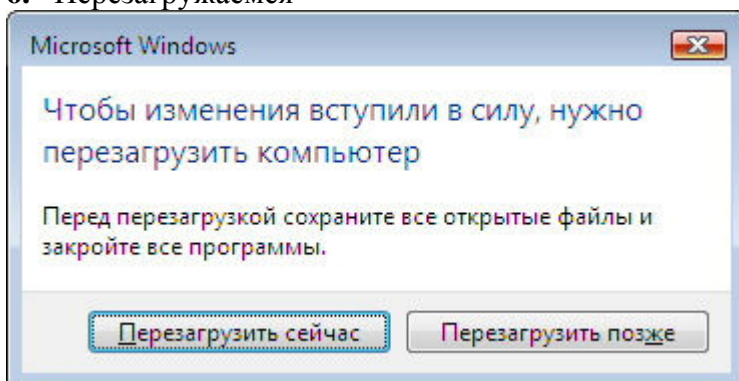 6. Перезагружаемся
Microsoft Windows
Чтобы изменения вступили в силу, нужно
перезагрузить компьютер
Перед перезагрузкой сохраните все открытые файлы и
закройте все программы.
Перезагрузить сейчас Перезагрузить позже